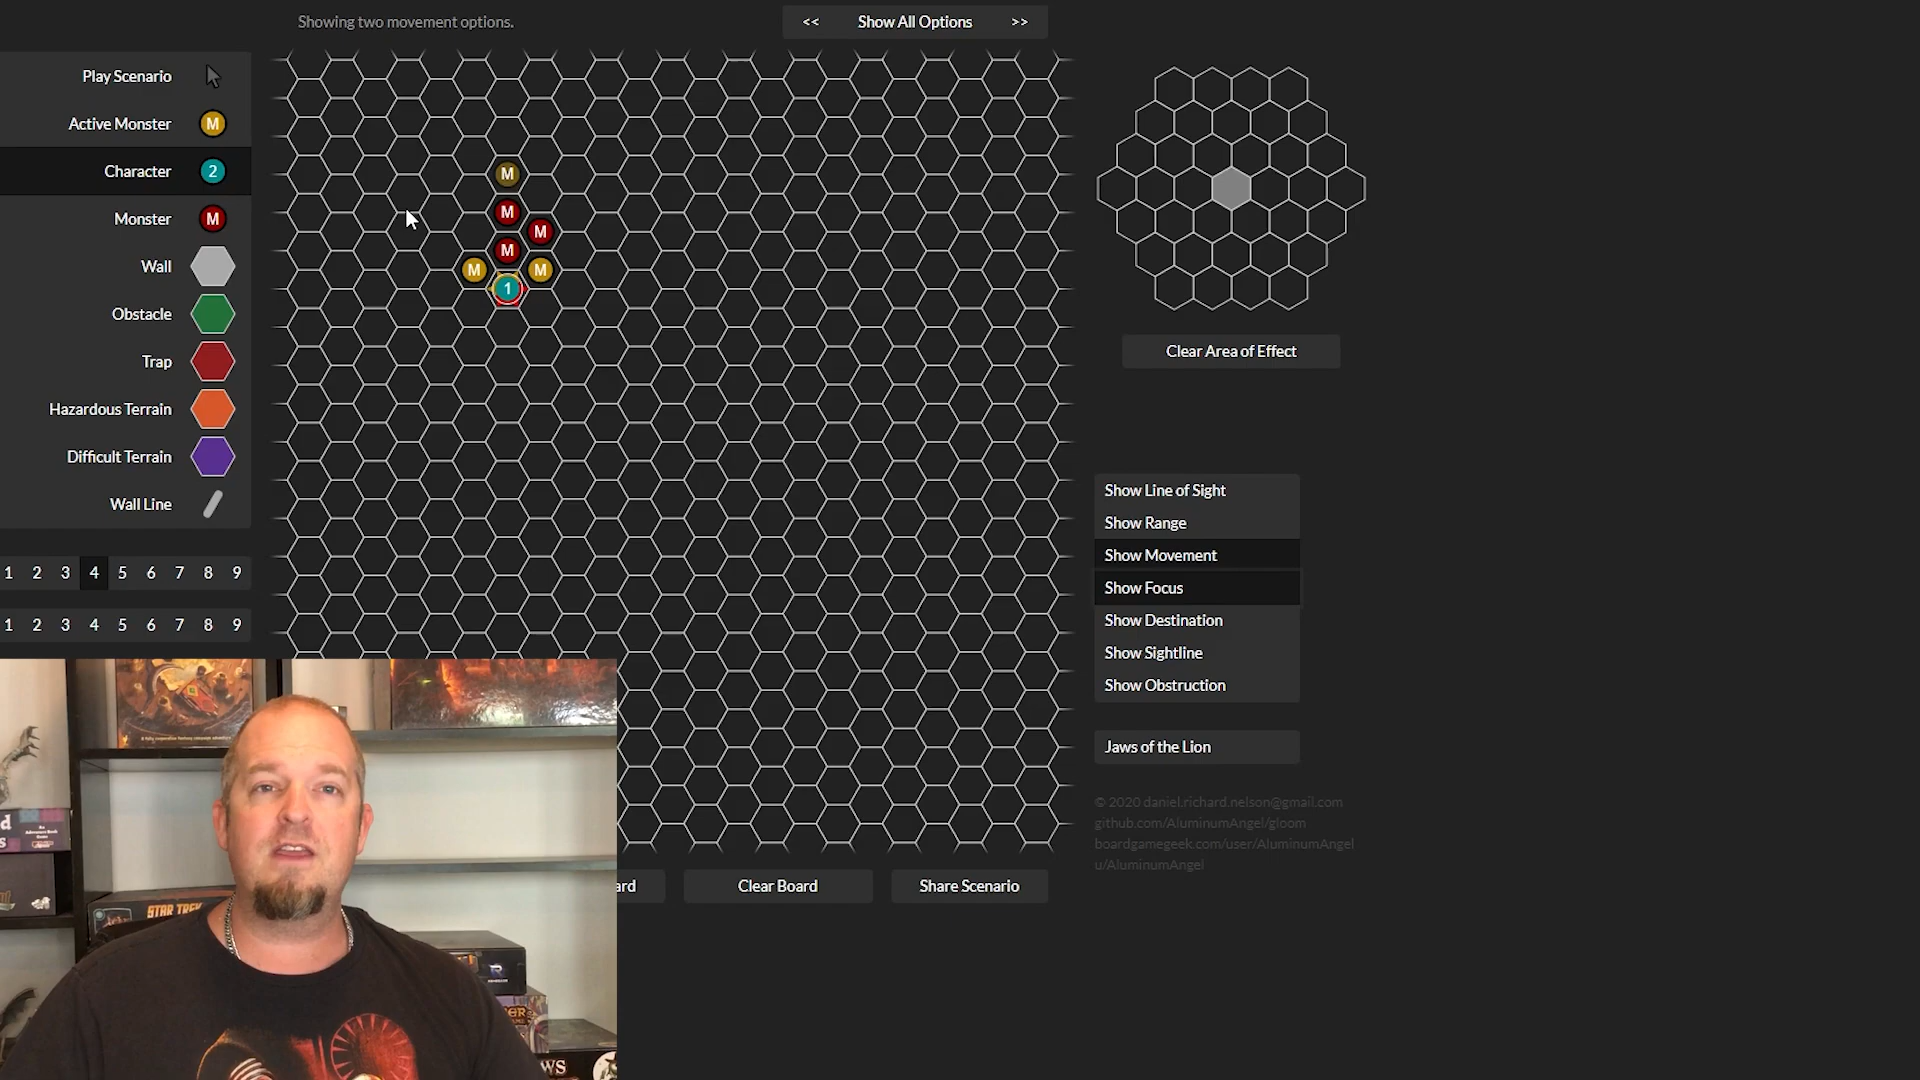 Showing two movement options.
<< Show All Options >>
Play Scenario
Active Monster M
Character 2
Monster M
Wall
Obstacle
Trap
Hazardous Terrain
Difficult Terrain
Wall Line
1 2 3 4 5 6 7 8 9
1 2 3 4 5 6 7 8 9
M
M
M
M
M
M
1
Clear Area of Effect
Show Line of Sight
Show Range
Show Movement
Show Focus
Show Destination
Show Sightline
Show Obstruction
Jaws of the Lion
© 2020 daniel.richard.nelson@gmail.com
github.com/AluminumAngel/gloom
boardgamegeek.com/user/AluminumAngel
u/AluminumAngel
ard
Clear Board
Share Scenario
STAR TREK
WS